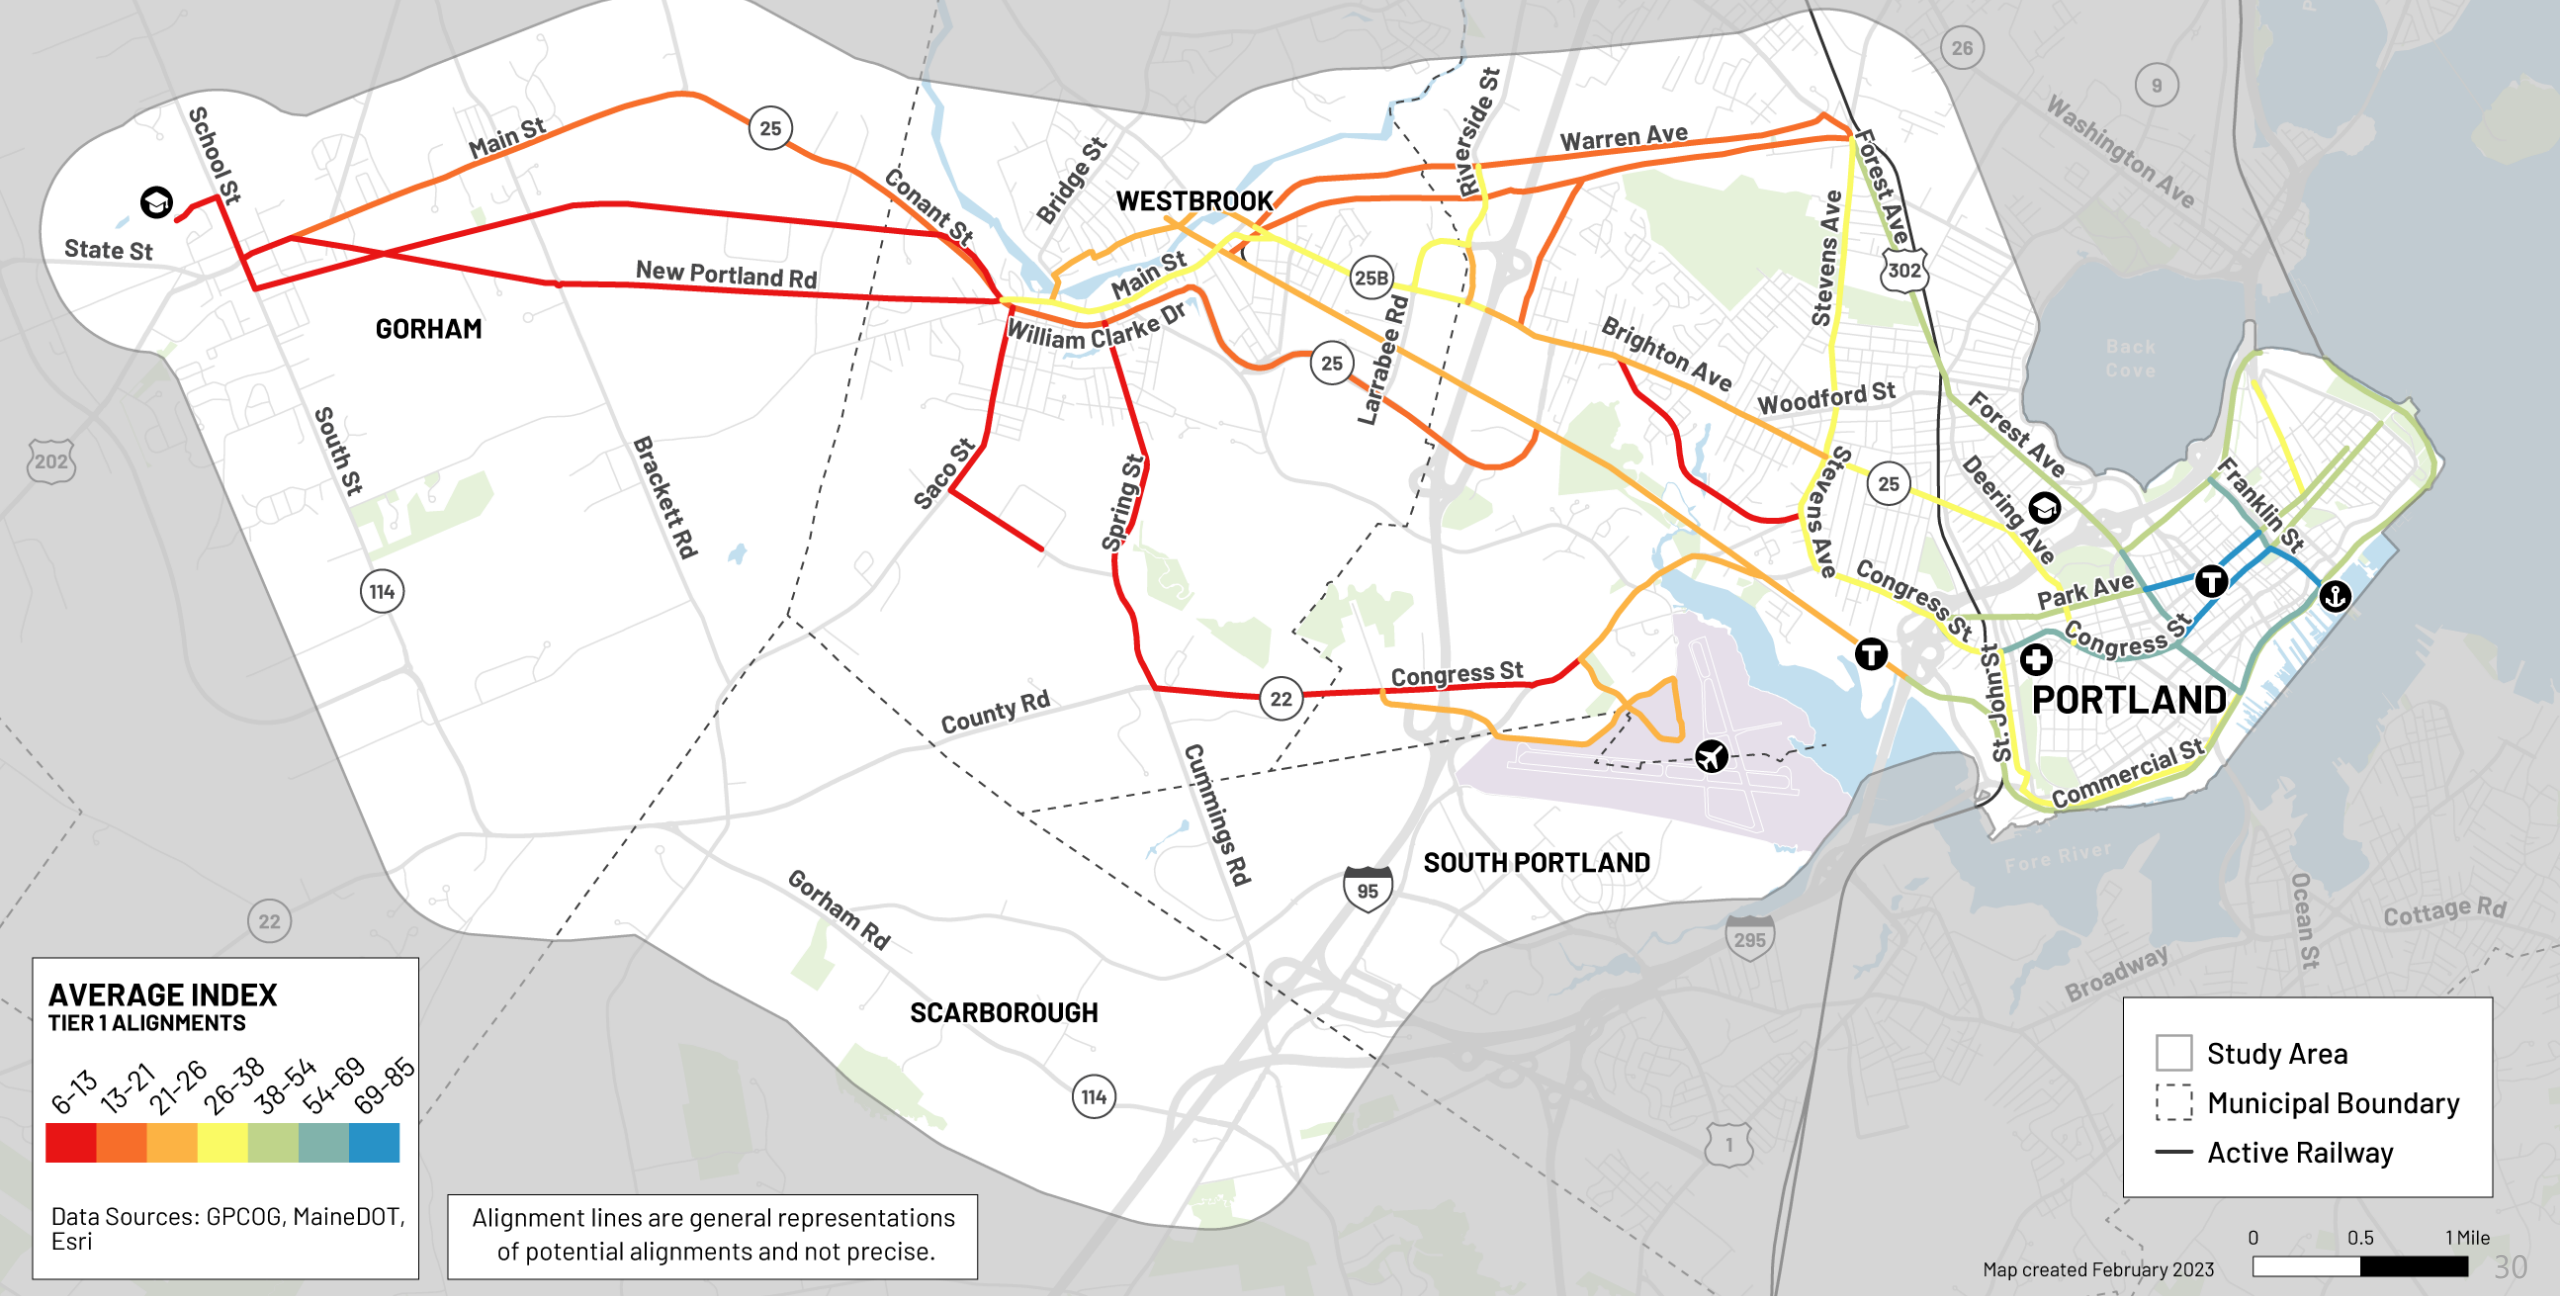 26
9
Washington Ave
School St
Main St
25
Riverside St
Warren Ave
Forest Ave
Bridge St
Conant St
WESTBROOK
State St
New Portland Rd
Main St
25B
302
Stevens Ave
GORHAM
William Clarke Dr
25
Larrabee Rd
Brighton Ave
Back
Cove
Woodford St
Forest Ave
202
South St
Brackett Rd
Saco St
Spring St
Stevens Ave
25
Deering Ave
Franklin St
114
Congress St
Park Ave
T
Congress St
T
22
Congress St
County Rd
St. John St
PORTLAND
Commercial St
Cummings Rd
SOUTH PORTLAND
95
Fore River
Gorham Rd
22
295
Ocean St
Cottage Rd
Broadway
SCARBOROUGH
114
1
AVERAGE INDEX
TIER 1 ALIGNMENTS
6-13
13-21
21-26
26-38
38-54
54-69
69-85
Data Sources: GPCOG, MaineDOT,
Esri
Alignment lines are general representations
of potential alignments and not precise.
Study Area
Municipal Boundary
Active Railway
0 0.5 1 Mile
Map created February 2023
30